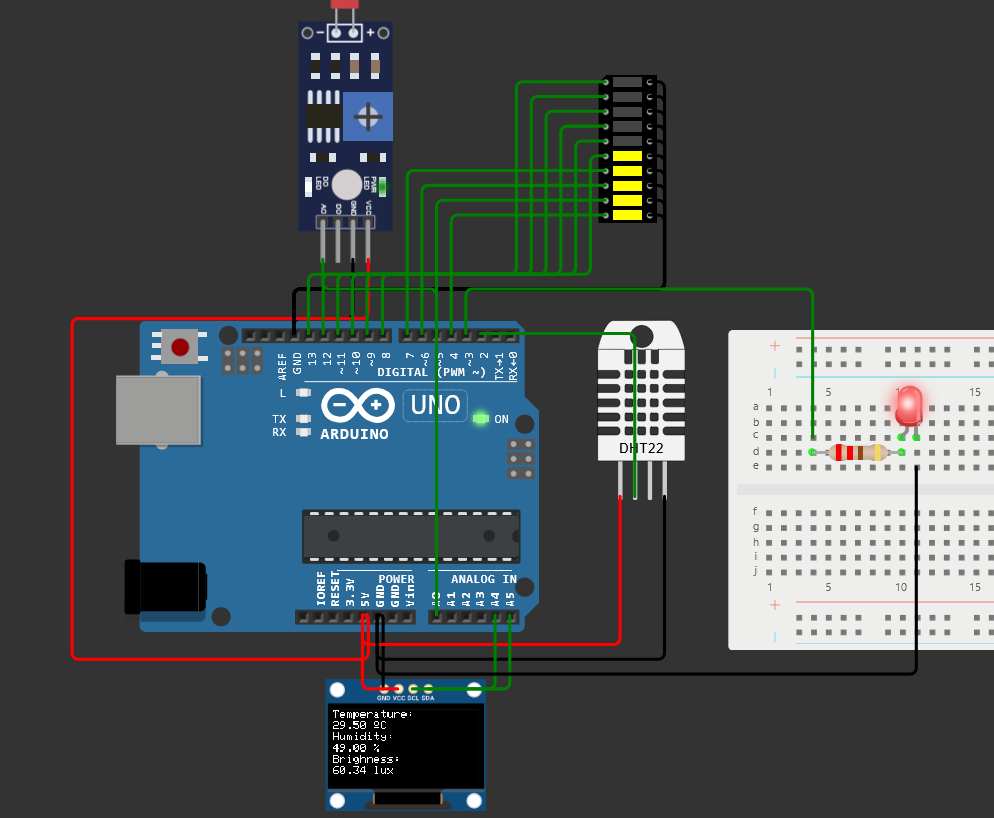 - +
DO
LED
PWR
LED
AO
DO
GND
VCC
AREF
GND
13
12
~11
~10
~9
8
7
~6
~5
4
~3
2
TX→1
RX←0
DIGITAL (PWM ~)
L
TX
RX
UNO
ON
ARDUINO
DHT22
IOREF
RESET
3.3V
5V
GND
GND
Vin
POWER
ANALOG IN
A0
A1
A2
A3
A4
A5
GND VCC SCL SDA
Temperature:
29.50 ºC
Humidity:
49.00 %
Brighness:
60.34 lux
1 5 10 15
a
b
c
d
e
f
g
h
i
j
1 5 10 15